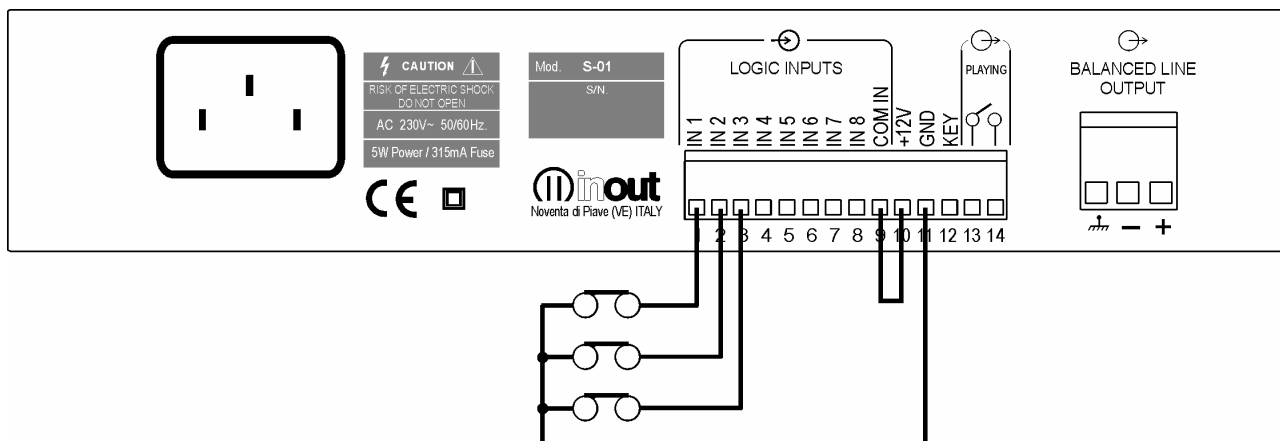 CAUTION
RISK OF ELECTRIC SHOCK
DO NOT OPEN
AC 230V~ 50/60Hz.
5W Power / 315mA Fuse
CE
Mod. S-01
S/N.
inout
Noventa di Piave (VE) ITALY
LOGIC INPUTS
IN 1
IN 2
IN 3
IN 4
IN 5
IN 6
IN 7
IN 8
COM IN
+12V
GND
KEY
PLAYING
1 2 3 4 5 6 7 8 9 10 11 12 13 14
BALANCED LINE
OUTPUT
− +